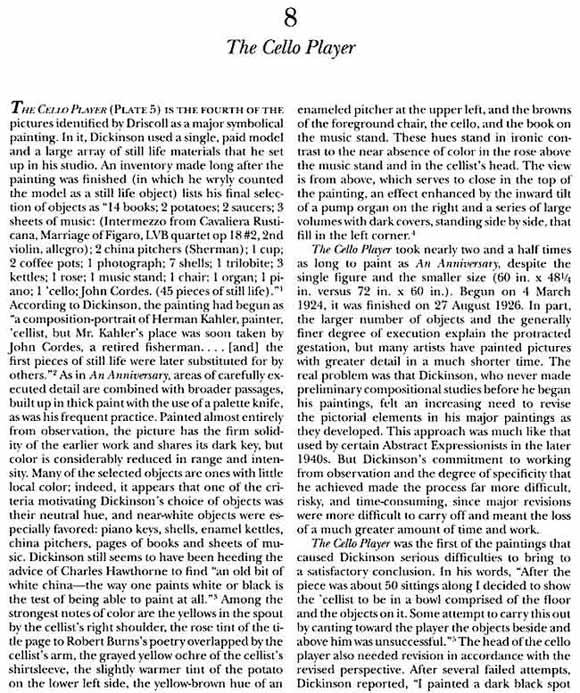 8
The Cello Player
THE CELLO PLAYER (PLATE 5) IS THE FOURTH OF THE
pictures identified by Driscoll as a major symbolical
painting. In it, Dickinson used a single, paid model
and a large array of still life materials that he set
up in his studio. An inventory made long after the
painting was finished (in which he wryly counted
the model as a still life object) lists his final selec-
tion of objects as "14 books; 2 potatoes; 2 saucers; 3
sheets of music: (Intermezzo from Cavaliera Rusti-
cana, Marriage of Figaro, LVB quartet op 18 #2, 2nd
violin, allegro); 2 china pitchers (Sherman); 1 cup;
2 coffee pots; 1 photograph; 7 shells; 1 trilobite; 3
kettles; 1 rose; 1 music stand; 1 chair; 1 organ; 1 pi-
ano; 1 'cello; John Cordes. (45 pieces of still life)."1
According to Dickinson, the painting had begun as
"a composition-portrait of Herman Kahler, painter,
'cellist, but Mr. Kahler's place was soon taken by
John Cordes, a retired fisherman. . . . [and] the
first pieces of still life were later substituted for by
others."2 As in An Anniversary, areas of carefully ex-
ecuted detail are combined with broader passages,
built up in thick paint with the use of a palette knife,
as was his frequent practice. Painted almost entirely
from observation, the picture has the firm solid-
ity of the earlier work and shares its dark key, but
color is considerably reduced in range and inten-
sity. Many of the selected objects are ones with little
local color; indeed, it appears that one of the cri-
teria motivating Dickinson's choice of objects was
their neutral hue, and near-white objects were es-
pecially favored: piano keys, shells, enamel kettles,
china pitchers, pages of books and sheets of mu-
sic. Dickinson still seems to have been heeding the
advice of Charles Hawthorne to find "an old bit of
white china—the way one paints white or black is
the test of being able to paint at all."3 Among the
strongest notes of color are the yellows in the spout
by the cellist's right shoulder, the rose tint of the ti-
tle page to Robert Burns's poetry overlapped by the
cellist's arm, the grayed yellow ochre of the cellist's
shirtsleeve, the slightly warmer tint of the potato
on the lower left side, the yellow-brown hue of an
enameled pitcher at the upper left, and the browns
of the foreground chair, the cello, and the book on
the music stand. These hues stand in ironic con-
trast to the near absence of color in the rose above
the music stand and in the cellist's head. The view
is from above, which serves to close in the top of
the painting, an effect enhanced by the inward tilt
of a pump organ on the right and a series of large
volumes with dark covers, standing side by side, that
fill in the left corner.4
The Cello Player took nearly two and a half times
as long to paint as An Anniversary, despite the
single figure and the smaller size (60 in. x 48¼
in. versus 72 in. x 60 in.). Begun on 4 March
1924, it was finished on 27 August 1926. In part,
the larger number of objects and the generally
finer degree of execution explain the protracted
gestation, but many artists have painted pictures
with greater detail in a much shorter time. The
real problem was that Dickinson, who never made
preliminary compositional studies before he began
his paintings, felt an increasing need to revise
the pictorial elements in his major paintings as
they developed. This approach was much like that
used by certain Abstract Expressionists in the later
1940s. But Dickinson's commitment to working
from observation and the degree of specificity that
he achieved made the process far more difficult,
risky, and time-consuming, since major revisions
were more difficult to carry off and meant the loss
of a much greater amount of time and work.
The Cello Player was the first of the paintings that
caused Dickinson serious difficulties to bring to
a satisfactory conclusion. In his words, "After the
piece was about 50 sittings along I decided to show
the 'cellist to be in a bowl comprised of the floor
and the objects on it. Some attempt to carry this out
by canting toward the player the objects beside and
above him was unsuccessful."5 The head of the cello
player also needed revision in accordance with the
revised perspective. After several failed attempts,
Dickinson reported, "I painted a dark black spot